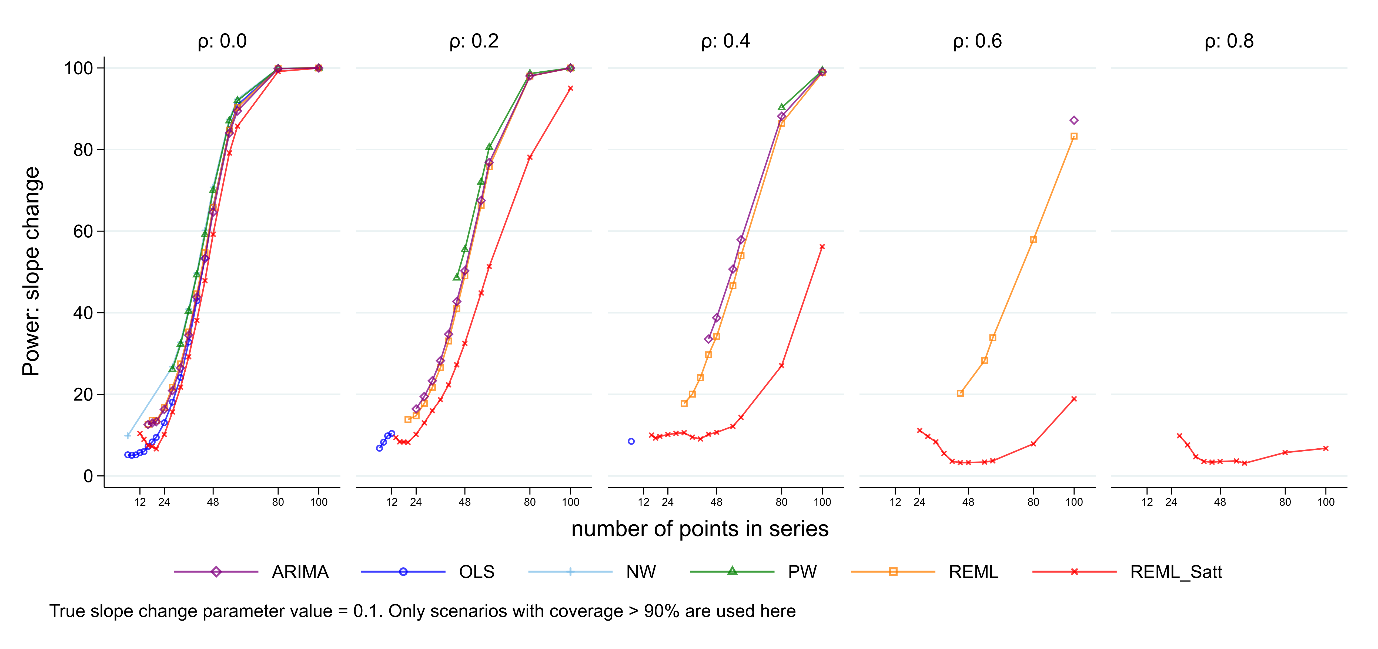 ρ: 0.0 ρ: 0.2 ρ: 0.4 ρ: 0.6 ρ: 0.8
Power: slope change
100
80
60
40
20
0
12 24 48 80 100 12 24 48 80 100 12 24 48 80 100 12 24 48 80 100 12 24 48 80 100
number of points in series
ARIMA OLS NW PW REML REML_Satt
True slope change parameter value = 0.1. Only scenarios with coverage > 90% are used here